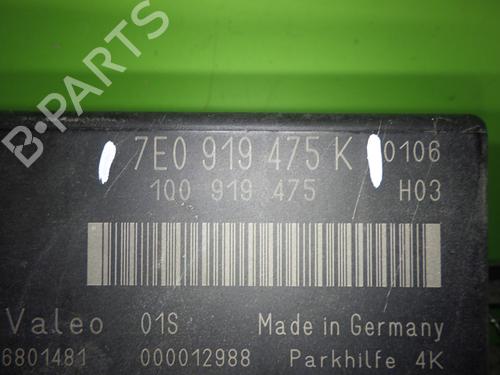 B-PARTS
7E0 919 475 K 0106
1Q0 919 475 H03
Valeo 01S Made in Germany
6801481 000012988 Parkhilfe 4K